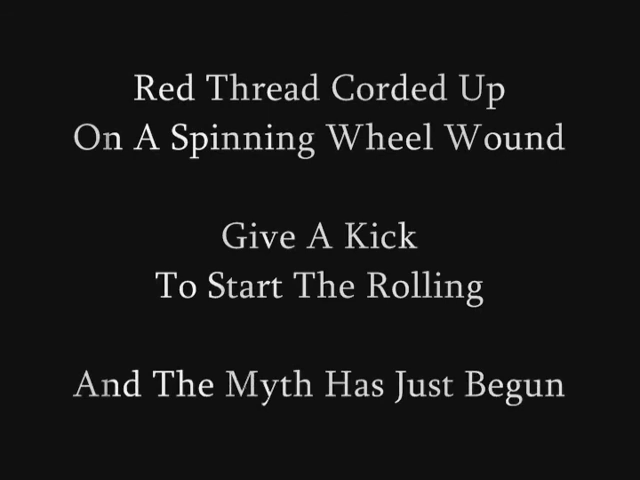 Red Thread Corded Up
On A Spinning Wheel Wound
Give A Kick
To Start The Rolling
And The Myth Has Just Begun